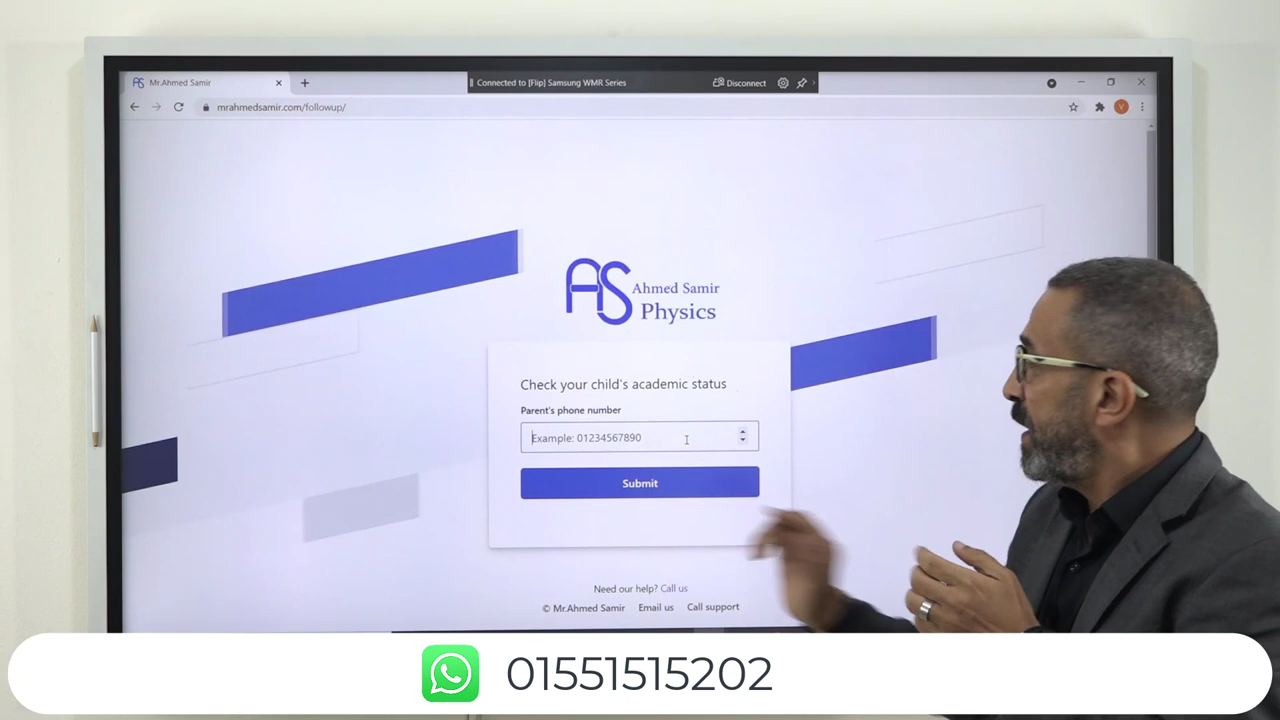 Mr.Ahmed Samir
Connected to [Flip] Samsung WMR Series
Disconnect
mrahmedsamir.com/followup/
V
AS
Ahmed Samir
Physics
Check your child's academic status
Parent's phone number
Example: 01234567890
Submit
Need our help? Call us
© Mr.Ahmed Samir Email us Call support
01551515202